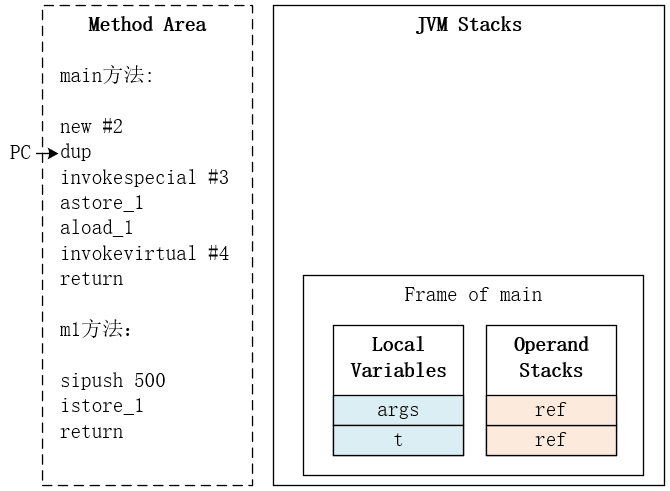 Method Area
main方法:
new #2
PC
dup
invokespecial #3
astore_1
aload_1
invokevirtual #4
return
m1方法：
sipush 500
istore_1
return
JVM Stacks
Frame of main
Local
Variables
args
t
Operand
Stacks
ref
ref